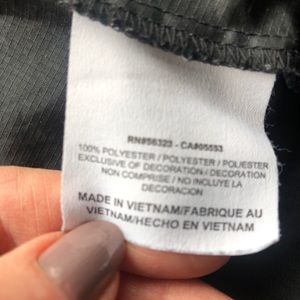 RN#56323 - CA#05553
100% POLYESTER / POLYESTER / POLIESTER
EXCLUSIVE OF DECORATION / DECORATION
NON COMPRISE / NO INCLUYE LA
DECORACION
MADE IN VIETNAM/FABRIQUE AU
VIETNAM/HECHO EN VIETNAM